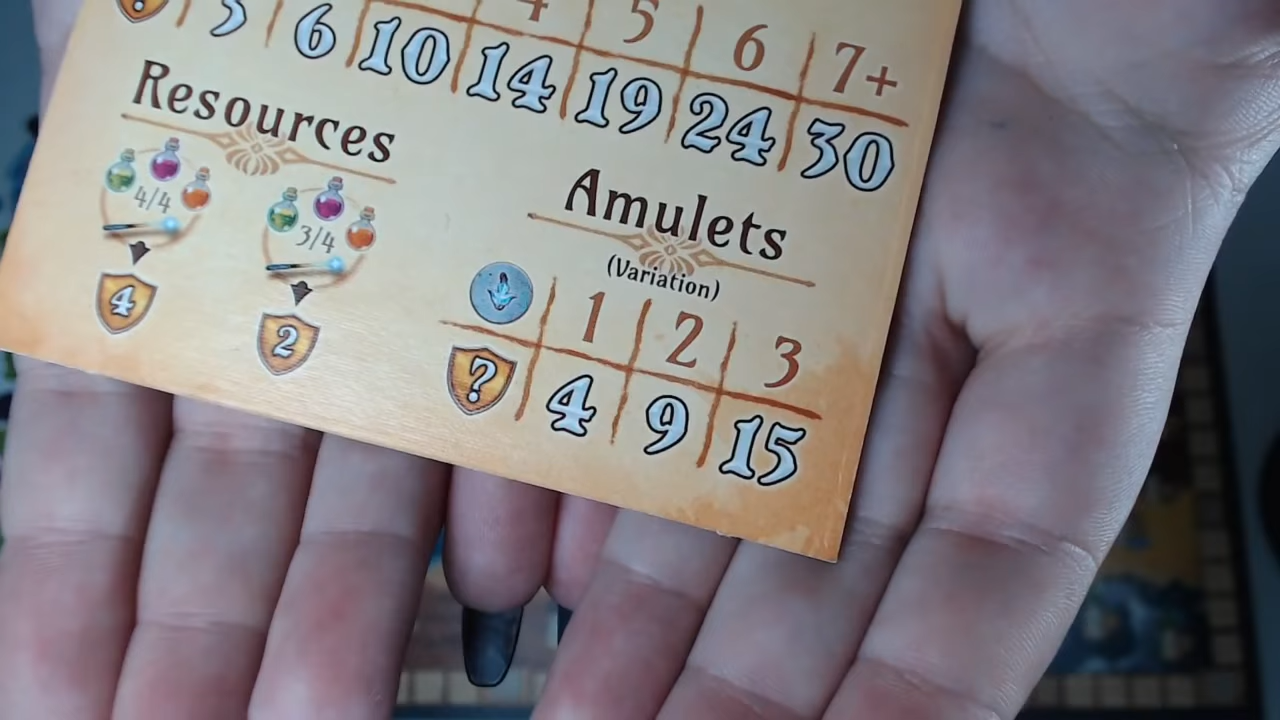 4 5 6 7+
3 6 10 14 19 24 30
Resources
4/4
3/4
4
2
Amulets
(Variation)
1 2 3
? 4 9 15